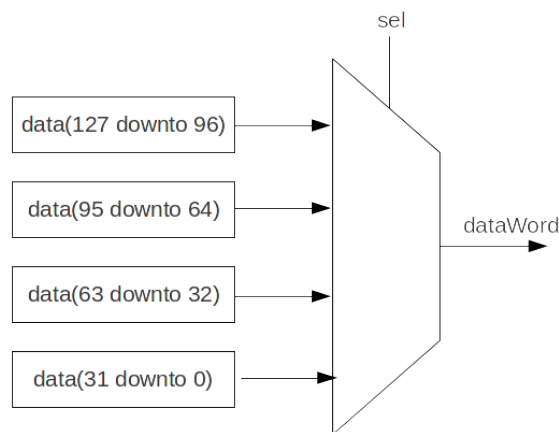 sel
data(127 downto 96)
data(95 downto 64)
dataWord
data(63 downto 32)
data(31 downto 0)